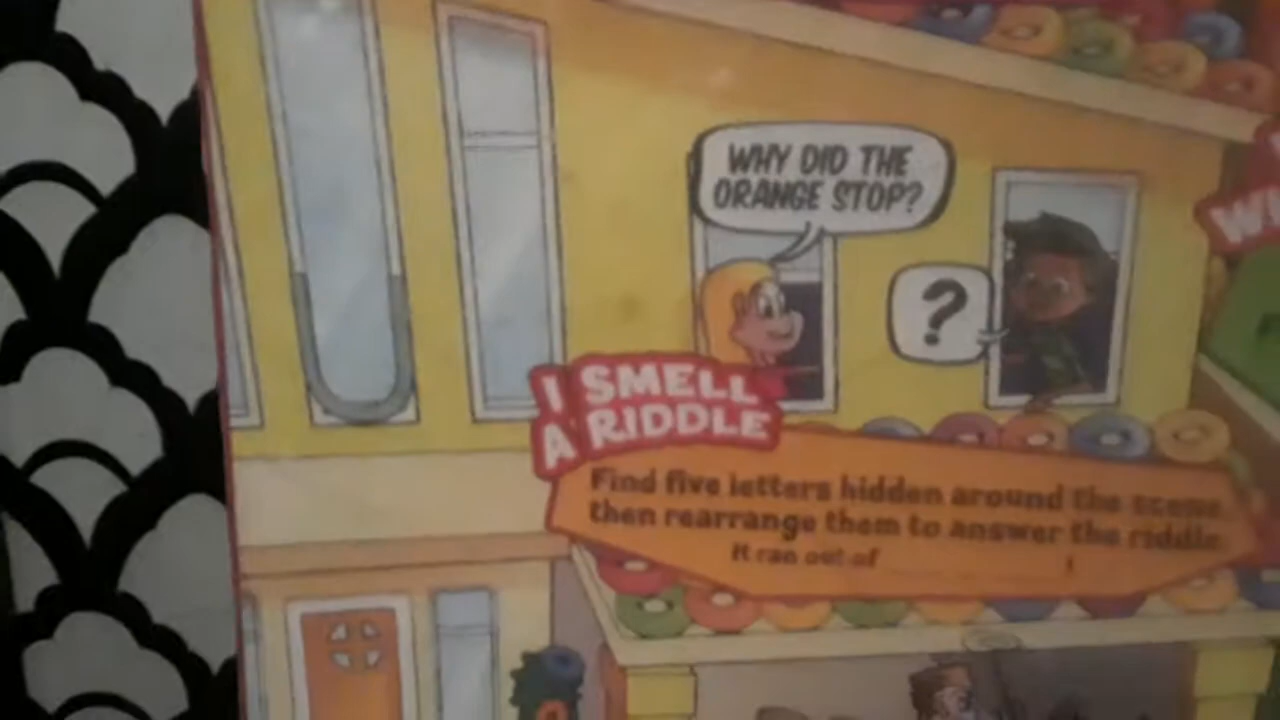 WHY DID THE
ORANGE STOP?
?
I SMELL
A RIDDLE
Find five letters hidden around the scene,
then rearrange them to answer the riddle.
It ran out of !